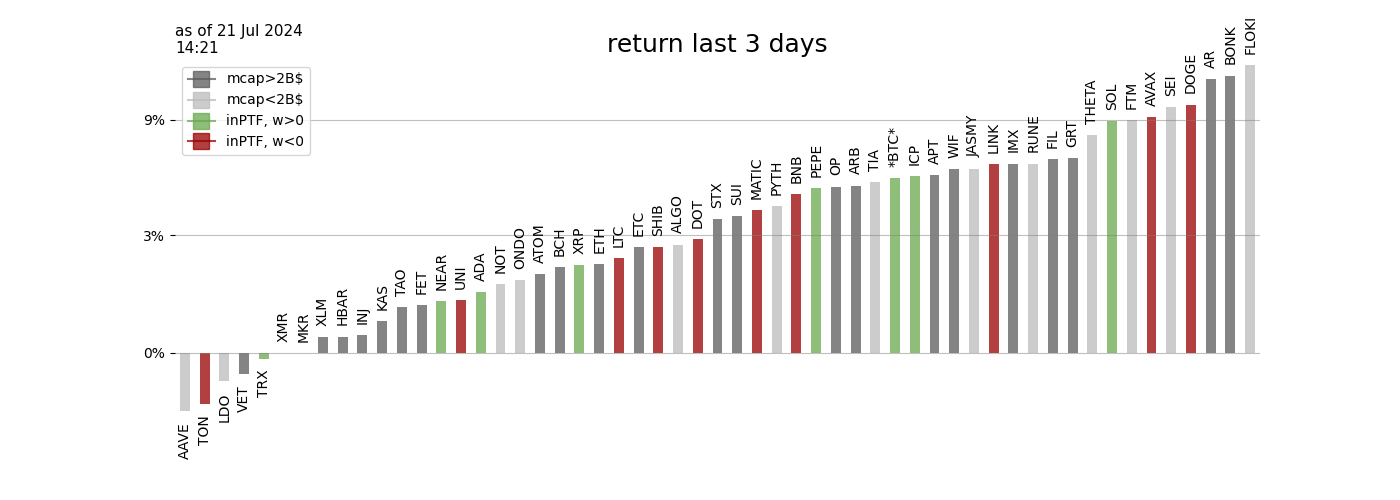 as of 21 Jul 2024
14:21
return last 3 days
mcap>2B$
mcap<2B$
inPTF, w>0
inPTF, w<0
9%
3%
0%
AAVE
TON
LDO
VET
TRX
XMR
MKR
XLM
HBAR
INJ
KAS
TAO
FET
NEAR
UNI
ADA
NOT
ONDO
ATOM
BCH
XRP
ETH
LTC
ETC
SHIB
ALGO
DOT
STX
SUI
MATIC
PYTH
BNB
PEPE
OP
ARB
TIA
*BTC*
ICP
APT
WIF
JASMY
LINK
IMX
RUNE
FIL
GRT
THETA
SOL
FTM
AVAX
SEI
DOGE
AR
BONK
FLOKI